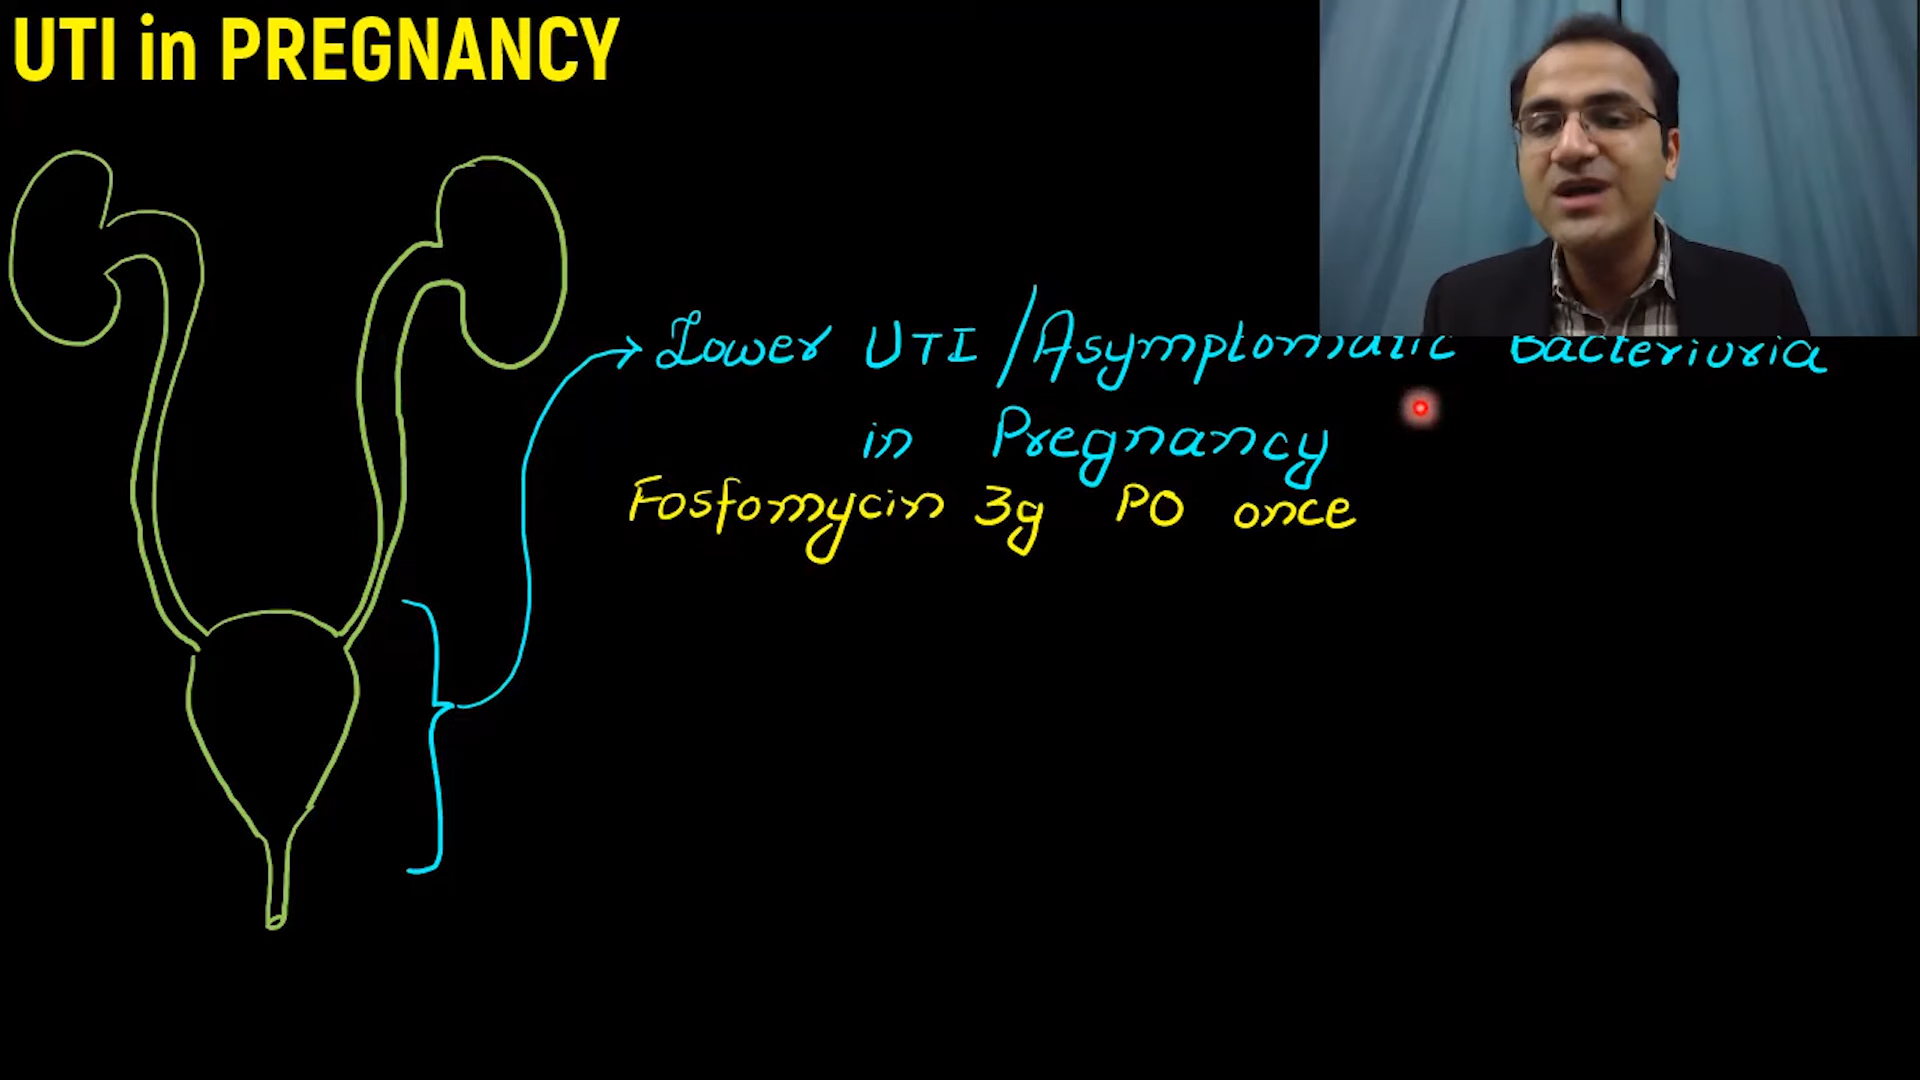 UTI in PREGNANCY
Lower UTI / Asymptomatic Bacteriuria
in Pregnancy
Fosfomycin 3g PO once